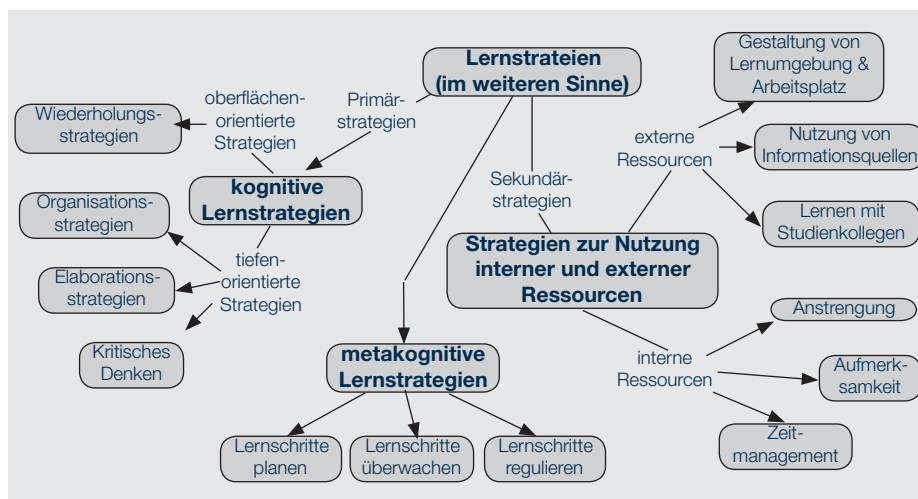 Lernstrateien
(im weiteren Sinne)
Primär-
strategien
oberflächen-
orientierte
Strategien
Wiederholungs-
strategien
kognitive
Lernstrategien
Organisations-
strategien
tiefen-
orientierte
Strategien
Elaborations-
strategien
Kritisches
Denken
metakognitive
Lernstrategien
Lernschritte
planen
Lernschritte
überwachen
Lernschritte
regulieren
Sekundär-
strategien
Strategien zur Nutzung
interner und externer
Ressourcen
externe
Ressourcen
Gestaltung von
Lernumgebung &
Arbeitsplatz
Nutzung von
Informationsquellen
Lernen mit
Studienkollegen
interne
Ressourcen
Anstrengung
Aufmerk-
samkeit
Zeit-
management